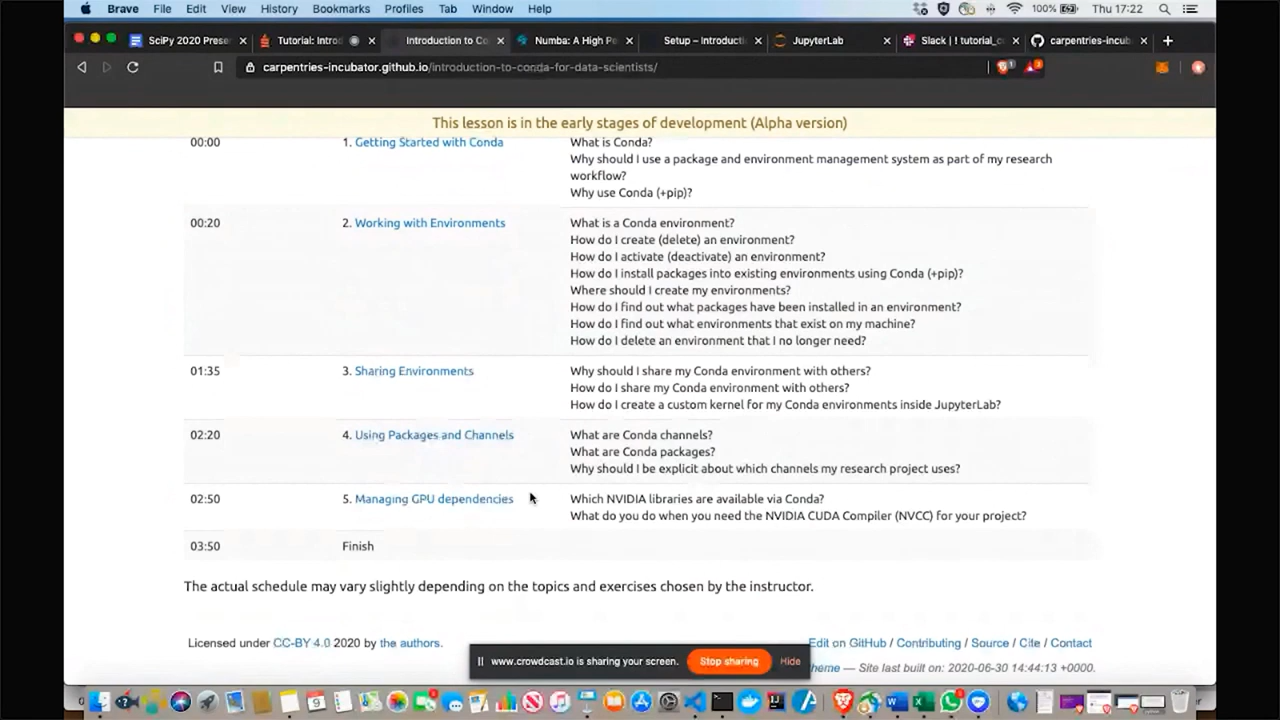 Brave File Edit View History Bookmarks Profiles Tab Window Help 100% Thu 17:22
SciPy 2020 Prese Tutorial: Introd Introduction to Co Numba: A High P Setup – Introducti JupyterLab Slack | ! tutorial_c carpentries-incub
carpentries-incubator.github.io/introduction-to-conda-for-data-scientists/
This lesson is in the early stages of development (Alpha version)
00:00 1. Getting Started with Conda What is Conda?
Why should I use a package and environment management system as part of my research
workflow?
Why use Conda (+pip)?
00:20 2. Working with Environments What is a Conda environment?
How do I create (delete) an environment?
How do I activate (deactivate) an environment?
How do I install packages into existing environments using Conda (+pip)?
Where should I create my environments?
How do I find out what packages have been installed in an environment?
How do I find out what environments that exist on my machine?
How do I delete an environment that I no longer need?
01:35 3. Sharing Environments Why should I share my Conda environment with others?
How do I share my Conda environment with others?
How do I create a custom kernel for my Conda environments inside JupyterLab?
02:20 4. Using Packages and Channels What are Conda channels?
What are Conda packages?
Why should I be explicit about which channels my research project uses?
02:50 5. Managing GPU dependencies Which NVIDIA libraries are available via Conda?
What do you do when you need the NVIDIA CUDA Compiler (NVCC) for your project?
03:50 Finish
The actual schedule may vary slightly depending on the topics and exercises chosen by the instructor.
Licensed under CC-BY 4.0 2020 by the authors. Edit on GitHub / Contributing / Source / Cite / Contact
www.crowdcast.io is sharing your screen. Stop sharing Hide
heme — Site last built on: 2020-06-30 14:44:13 +0000.